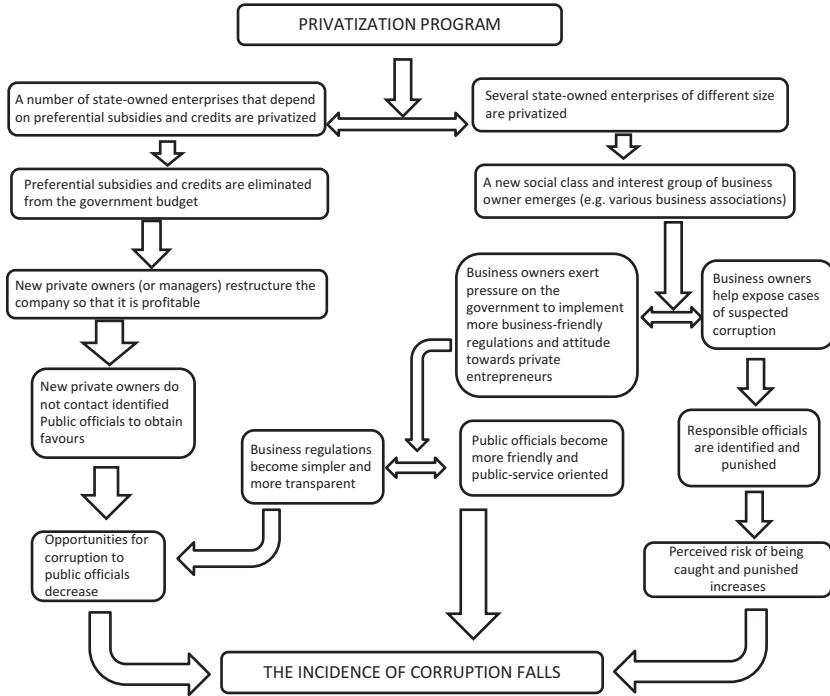 PRIVATIZATION PROGRAM
A number of state-owned enterprises that depend
on preferential subsidies and credits are privatized
Several state-owned enterprises of different size
are privatized
Preferential subsidies and credits are eliminated
from the government budget
A new social class and interest group of business
owner emerges (e.g. various business associations)
New private owners (or managers) restructure the
company so that it is profitable
Business owners exert
pressure on the
government to implement
more business-friendly
regulations and attitude
towards private
entrepreneurs
Business owners
help expose cases
of suspected
corruption
New private owners do
not contact identified
Public officials to obtain
favours
Business regulations
become simpler and
more transparent
Public officials become
more friendly and
public-service oriented
Responsible officials
are identified and
punished
Opportunities for
corruption to
public officials
decrease
Perceived risk of being
caught and punished
increases
THE INCIDENCE OF CORRUPTION FALLS